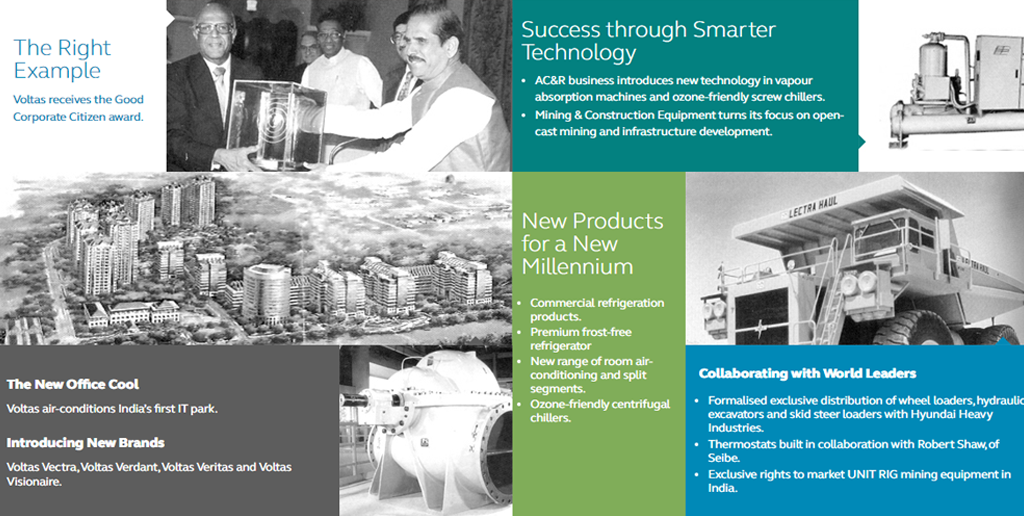 The Right
Example
Voltas receives the Good
Corporate Citizen award.
Success through Smarter
Technology
• AC&R business introduces new technology in vapour
absorption machines and ozone-friendly screw chillers.
• Mining & Construction Equipment turns its focus on open-
cast mining and infrastructure development.
New Products
for a New
Millennium
• Commercial refrigeration
products.
• Premium frost-free
refrigerator
• New range of room air-
conditioning and split
segments.
• Ozone-friendly centrifugal
chillers.
LECTRA HAUL
LECTRA HAUL
The New Office Cool
Voltas air-conditions India's first IT park.
Introducing New Brands
Voltas Vectra, Voltas Verdant, Voltas Veritas and Voltas
Visionaire.
Collaborating with World Leaders
• Formalised exclusive distribution of wheel loaders, hydraulic
excavators and skid steer loaders with Hyundai Heavy
Industries.
• Thermostats built in collaboration with Robert Shaw, of
Seibe.
• Exclusive rights to market UNIT RIG mining equipment in
India.